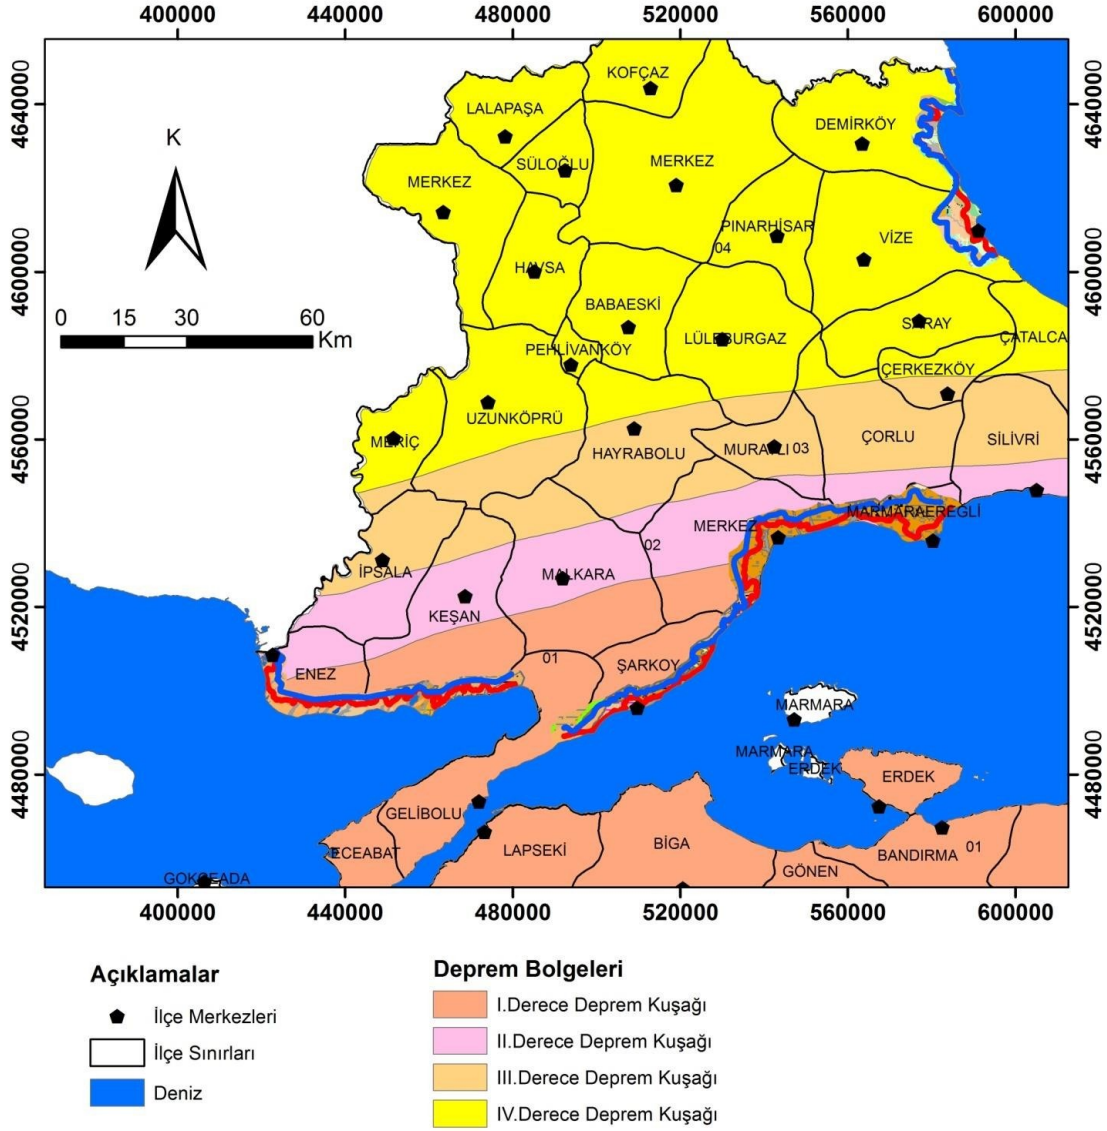 400000 440000 480000 520000 560000 600000
4640000 4640000
4600000 4600000
4560000 4560000
4520000 4520000
4480000 4480000
K
0 15 30 60
Km
KOFÇAZ
LALAPAŞA
DEMİRKÖY
SÜLOĞLU
MERKEZ
MERKEZ
PINARHİSAR
04
VİZE
HAVSA
BABAESKİ
SARAY
ÇATALCA
LÜLEBURGAZ
PEHLİVANKÖY
ÇERKEZKÖY
UZUNKÖPRÜ
MERİÇ
ÇORLU
SİLİVRİ
HAYRABOLU
MURATLI 03
MARMARAEREĞLİ
MERKEZ
02
İPSALA
MALKARA
KEŞAN
01
ŞARKOY
ENEZ
MARMARA
MARMARA
ERDEK
ERDEK
GELİBOLU
BİGA
LAPSEKİ
ECEABAT
BANDIRMA 01
GÖNEN
GOKCEADA
400000 440000 480000 520000 560000 600000
Açıklamalar
İlçe Merkezleri
İlçe Sınırları
Deniz
Deprem Bolgeleri
I.Derece Deprem Kuşağı
II.Derece Deprem Kuşağı
III.Derece Deprem Kuşağı
IV.Derece Deprem Kuşağı